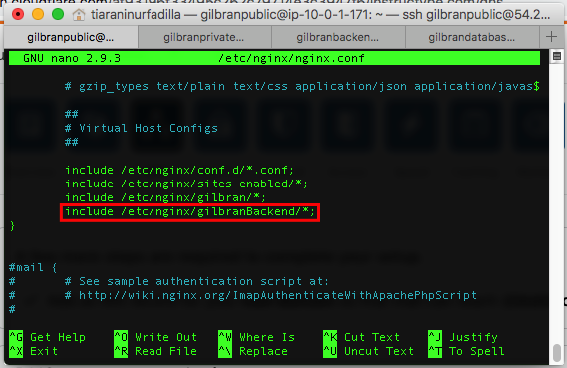 tiaraninurfadilla — gilbranpublic@ip-10-0-1-171: ~ — ssh gilbranpublic@54.2...
gilbranpublic@... gilbranprivate... gilbranbacken... gilbrandatabas...
GNU nano 2.9.3 /etc/nginx/nginx.conf
# gzip_types text/plain text/css application/json application/javas$
##
# Virtual Host Configs
##
include /etc/nginx/conf.d/*.conf;
include /etc/nginx/sites-enabled/*;
include /etc/nginx/gilbran/*;
include /etc/nginx/gilbranBackend/*;
}
#mail {
# # See sample authentication script at:
# # http://wiki.nginx.org/ImapAuthenticateWithApachePhpScript
#
^G Get Help ^O Write Out ^W Where Is ^K Cut Text ^J Justify
^X Exit ^R Read File ^\ Replace ^U Uncut Text ^T To Spell